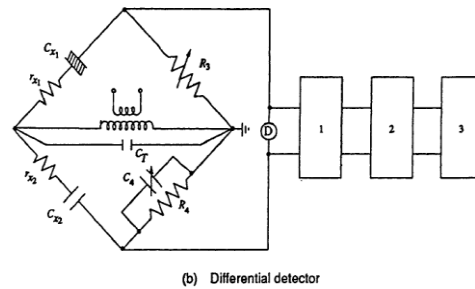 Cx1
rx1
R3
CT
rx2
Cx2
C4
R4
D
1
2
3
(b) Differential detector